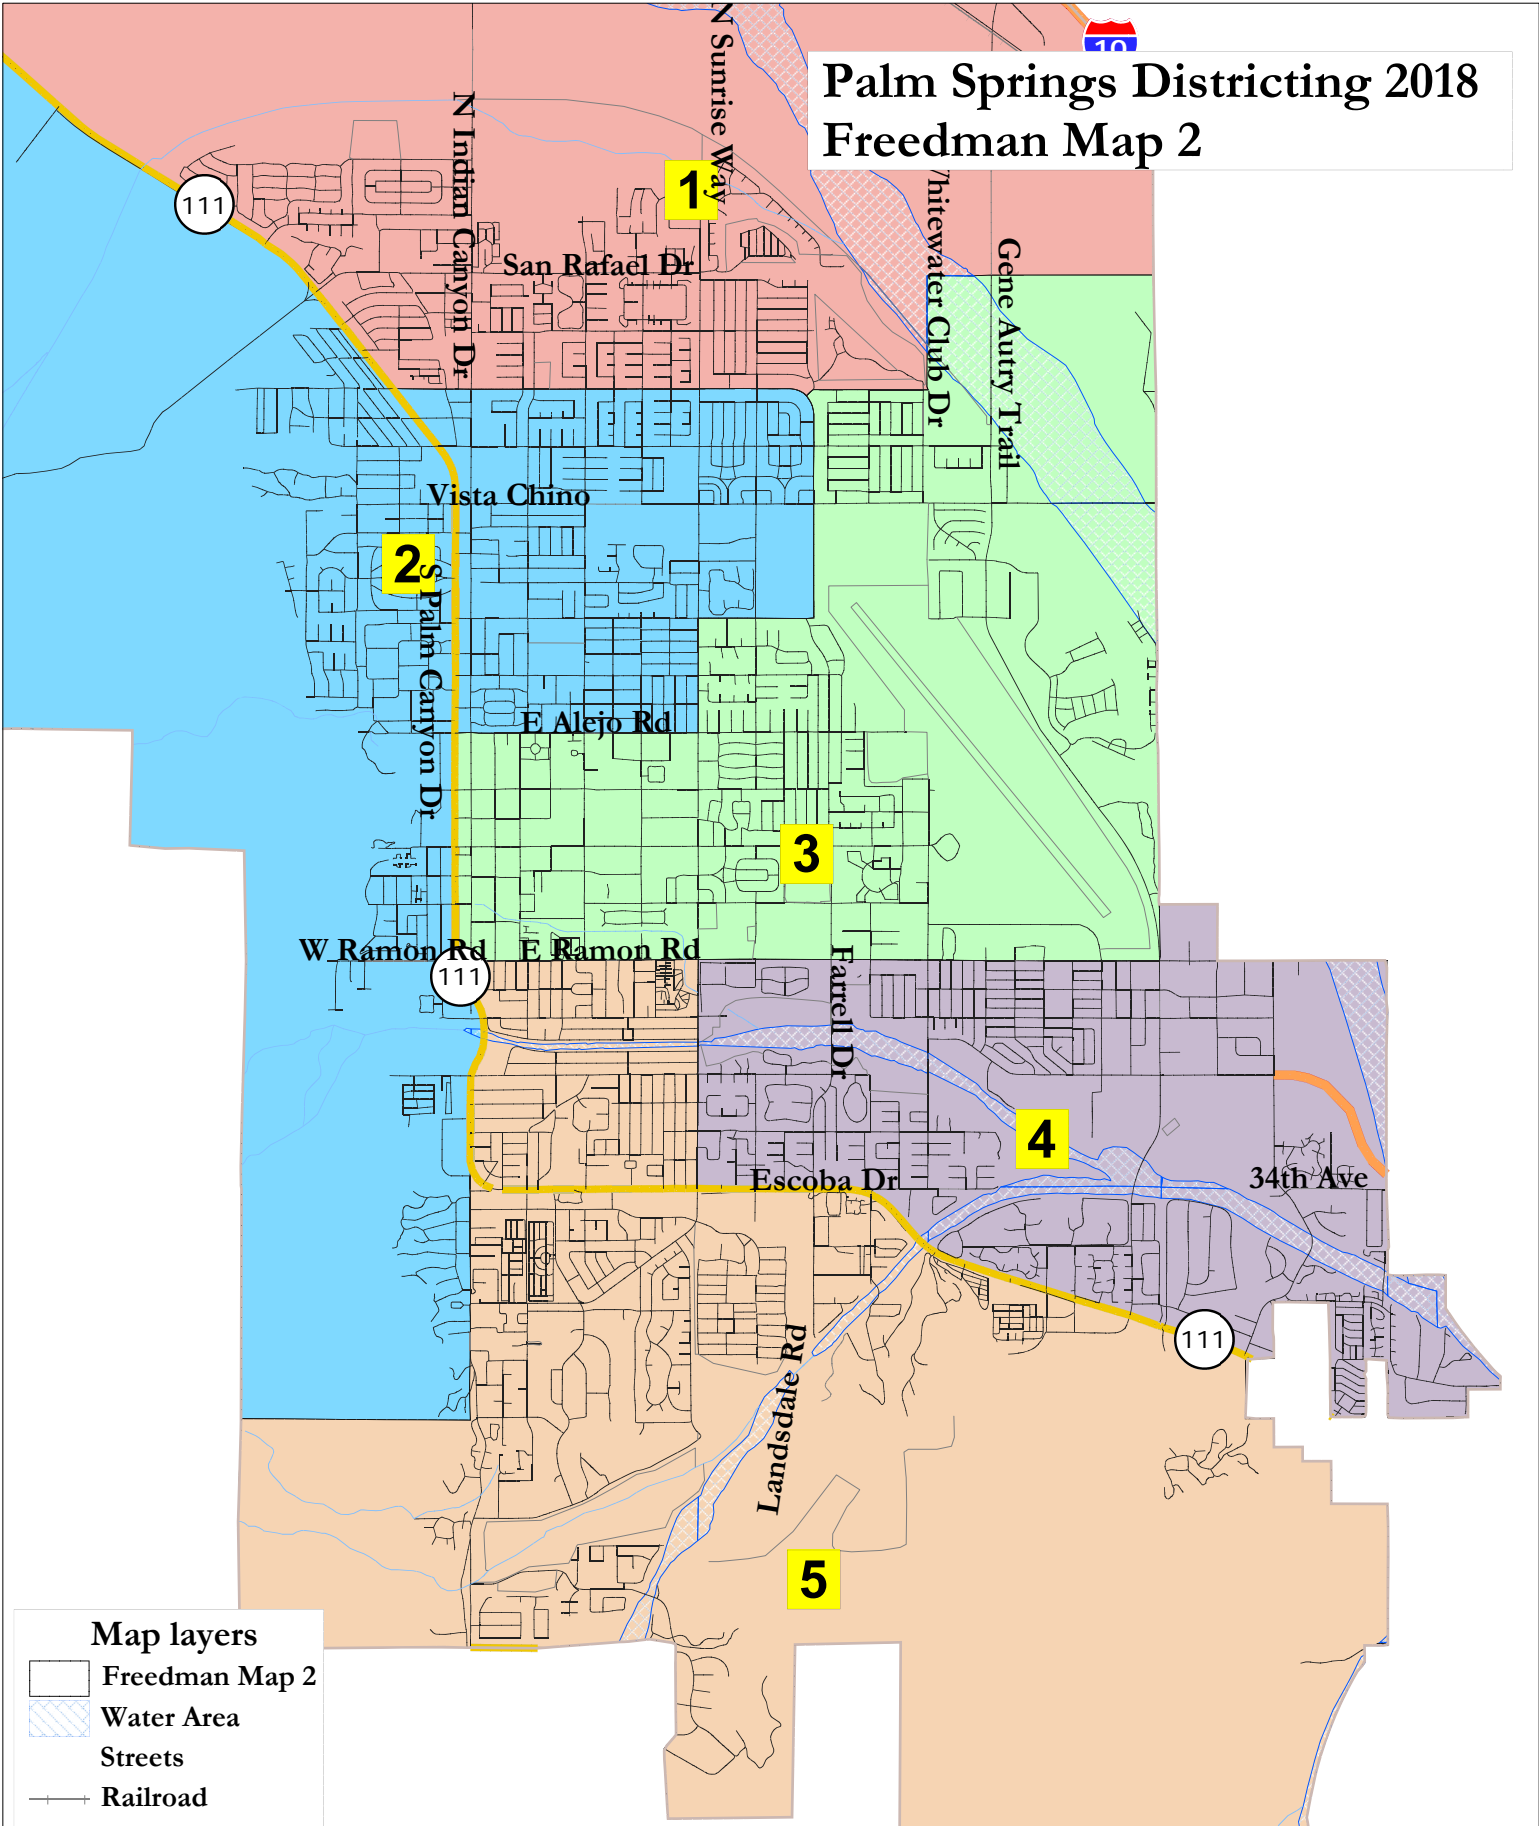 10
Palm Springs Districting 2018
Freedman Map 2
N Sunrise Way
N Indian Canyon Dr
1
111
Whitewater Club Dr
Gene Autry Trail
San Rafael Dr
Vista Chino
2
S Palm Canyon Dr
E Alejo Rd
3
W Ramon Rd
E Ramon Rd
111
Farrell Dr
4
Escoba Dr
34th Ave
111
Landsdale Rd
5
Map layers
Freedman Map 2
Water Area
Streets
Railroad